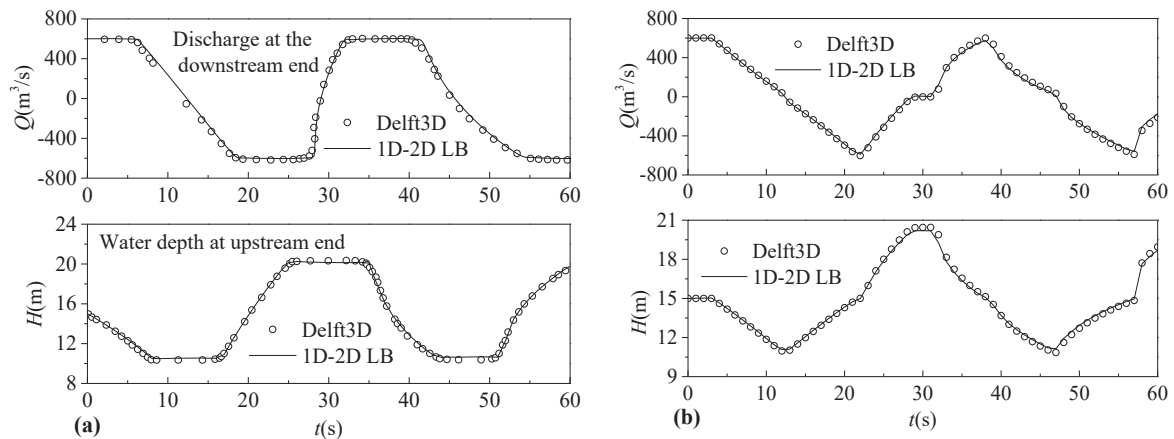 800
400
0
-400
-800
Q(m³/s)
Discharge at the
downstream end
Delft3D
1D-2D LB
0 10 20 30 40 50 60
24
20
16
12
8
H(m)
Water depth at upstream end
Delft3D
1D-2D LB
0 10 20 30 40 50 60
(a)
t(s)
800
400
0
-400
-800
Q(m³/s)
Delft3D
1D-2D LB
0 10 20 30 40 50 60
21
18
15
12
9
H(m)
Delft3D
1D-2D LB
0 10 20 30 40 50 60
(b)
t(s)